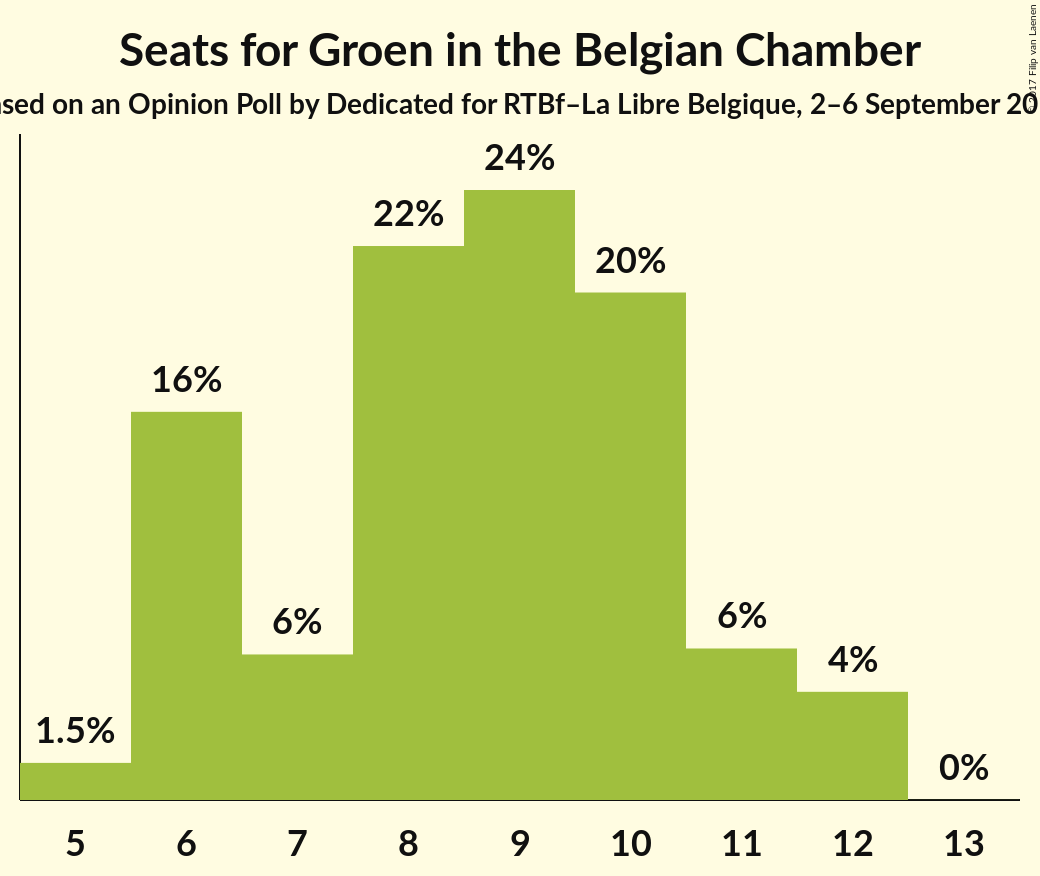 Seats for Groen in the Belgian Chamber
on an Opinion Poll by Dedicated for RTBf–La Libre Belgique, 2–6 September
2017 Filip van Laenen
24%
22%
20%
16%
6%
6%
4%
1.5%
0%
5 6 7 8 9 10 11 12 13